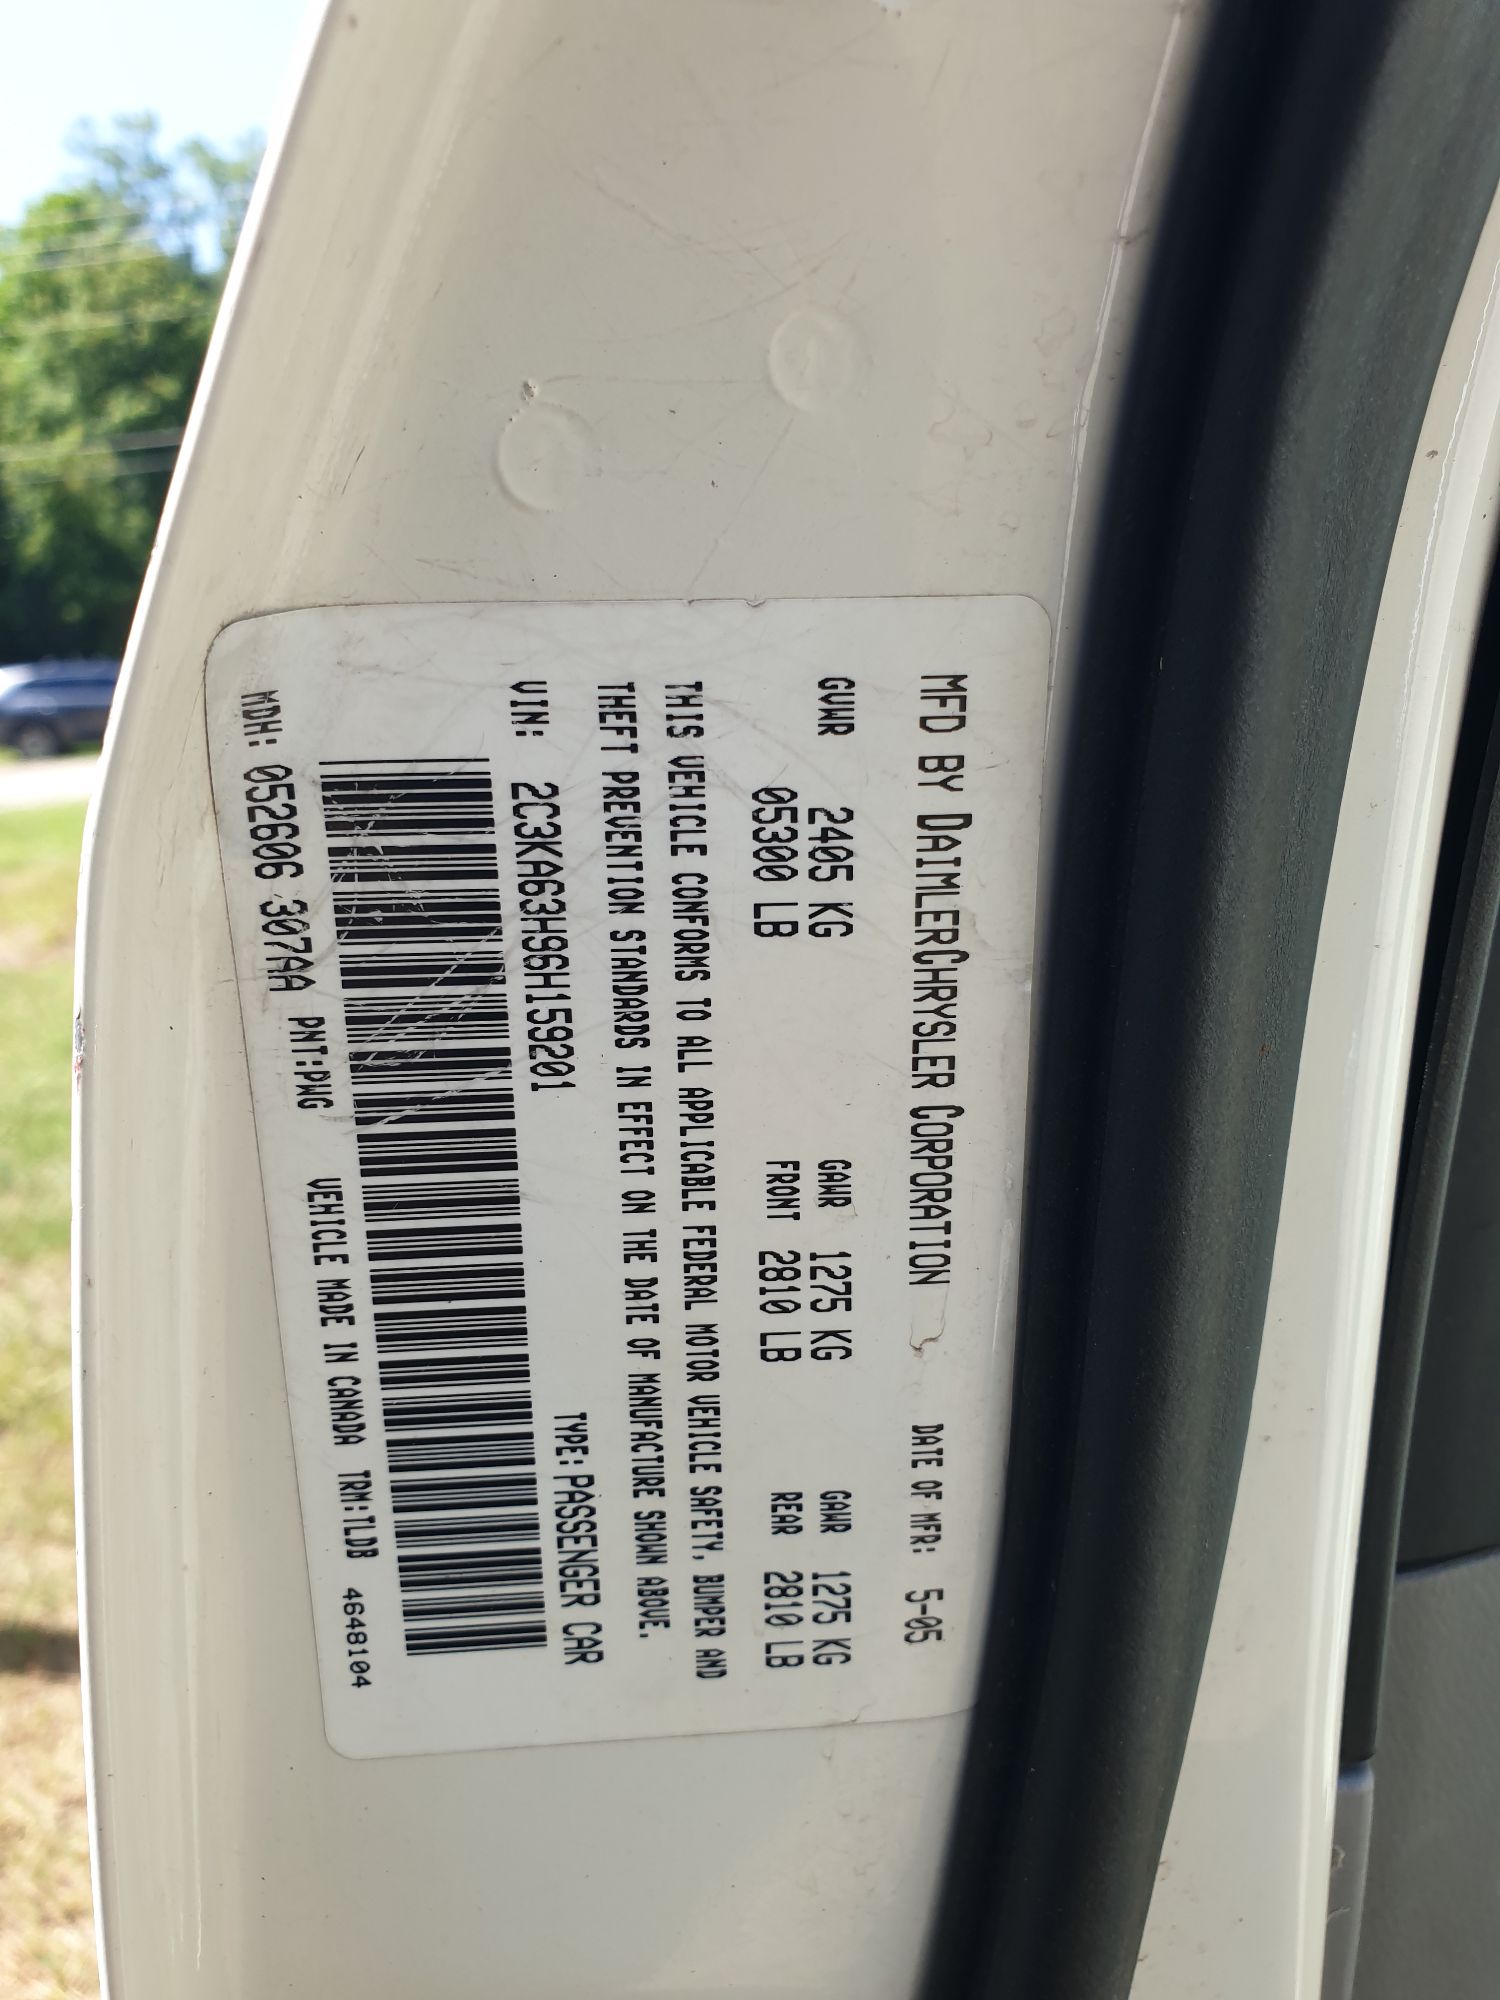 MFD BY DAIMLERCHRYSLER CORPORATION DATE OF MFR: 5-05
GVWR 2405 KG GAWR 1275 KG GAWR 1275 KG
05300 LB FRONT 2810 LB REAR 2810 LB
THIS VEHICLE CONFORMS TO ALL APPLICABLE FEDERAL MOTOR VEHICLE SAFETY, BUMPER AND
THEFT PREVENTION STANDARDS IN EFFECT ON THE DATE OF MANUFACTURE SHOWN ABOVE.
VIN: 2C3KA63H96H159201 TYPE: PASSENGER CAR
MDH: 052606 307AA PNT:PWG VEHICLE MADE IN CANADA TRM:TLDB 4648104